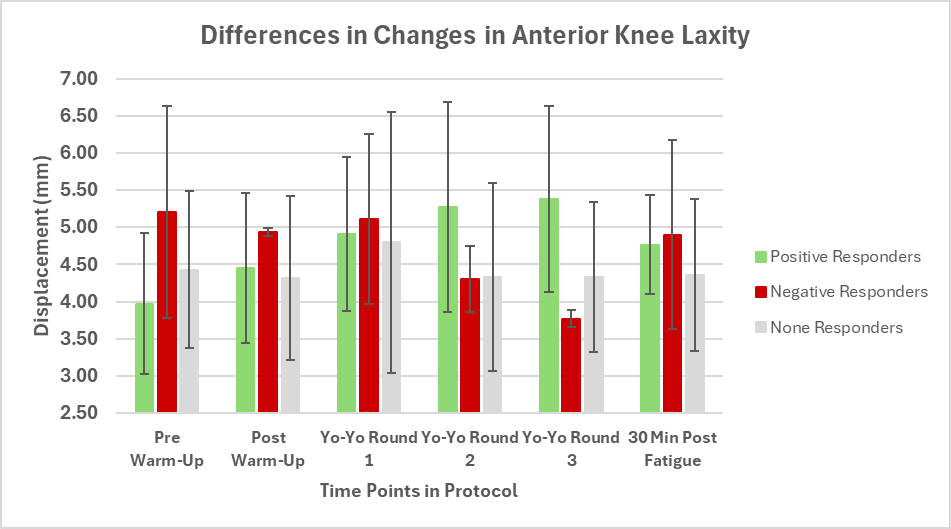 Differences in Changes in Anterior Knee Laxity
7.00
6.50
6.00
5.50
5.00
4.50
4.00
3.50
3.00
2.50
Displacement (mm)
Pre Warm-Up
Post Warm-Up
Yo-Yo Round 1
Yo-Yo Round 2
Yo-Yo Round 3
30 Min Post Fatigue
Time Points in Protocol
Positive Responders
Negative Responders
None Responders